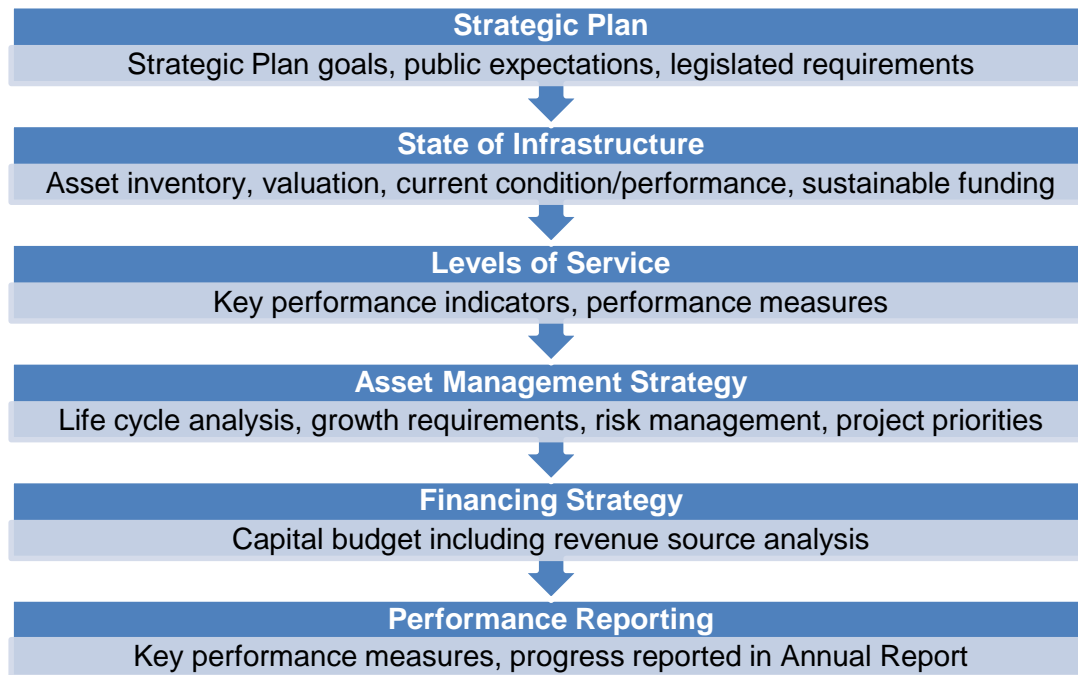 Strategic Plan
Strategic Plan goals, public expectations, legislated requirements
State of Infrastructure
Asset inventory, valuation, current condition/performance, sustainable funding
Levels of Service
Key performance indicators, performance measures
Asset Management Strategy
Life cycle analysis, growth requirements, risk management, project priorities
Financing Strategy
Capital budget including revenue source analysis
Performance Reporting
Key performance measures, progress reported in Annual Report